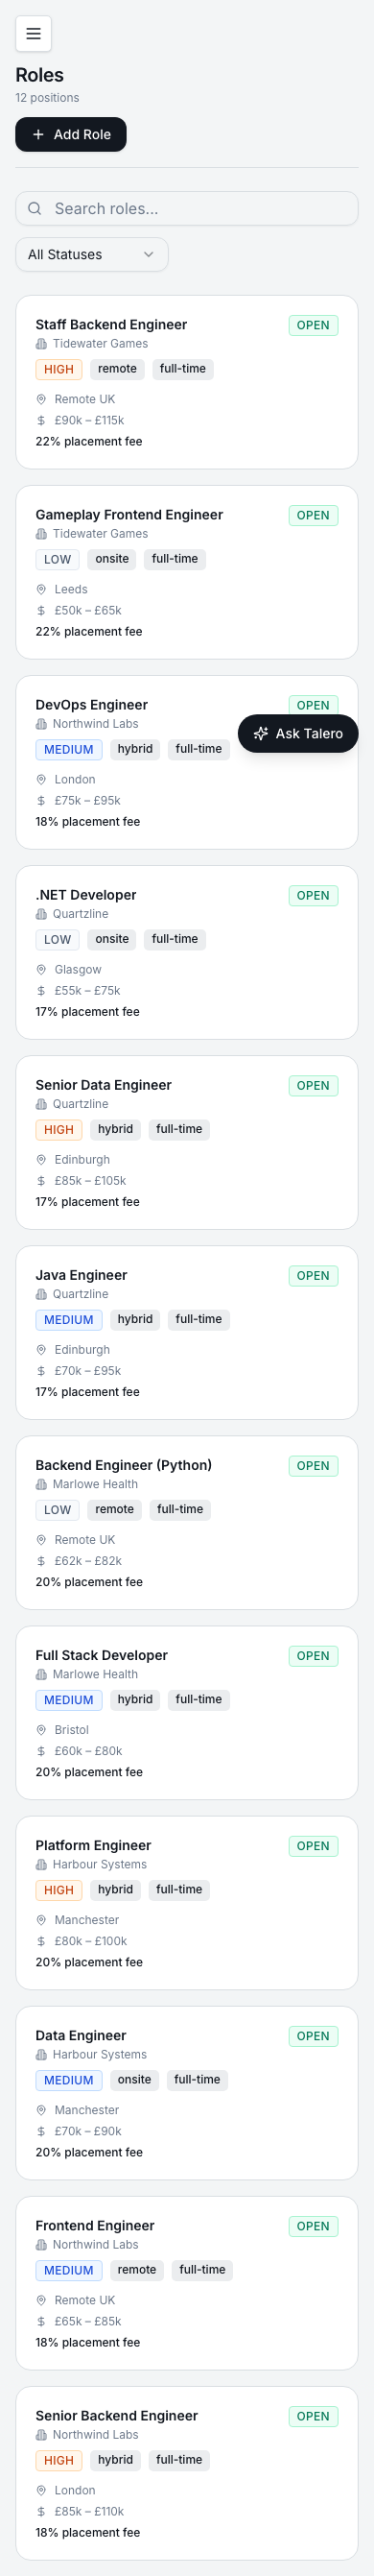 Roles
12 positions
Add Role
Search roles...
All Statuses
Staff Backend Engineer OPEN
Tidewater Games
HIGH remote full-time
Remote UK
£90k – £115k
22% placement fee
Gameplay Frontend Engineer OPEN
Tidewater Games
LOW onsite full-time
Leeds
£50k – £65k
22% placement fee
DevOps Engineer OPEN
Northwind Labs
Ask Talero
MEDIUM hybrid full-time
London
£75k – £95k
18% placement fee
.NET Developer OPEN
Quartzline
LOW onsite full-time
Glasgow
£55k – £75k
17% placement fee
Senior Data Engineer OPEN
Quartzline
HIGH hybrid full-time
Edinburgh
£85k – £105k
17% placement fee
Java Engineer OPEN
Quartzline
MEDIUM hybrid full-time
Edinburgh
£70k – £95k
17% placement fee
Backend Engineer (Python) OPEN
Marlowe Health
LOW remote full-time
Remote UK
£62k – £82k
20% placement fee
Full Stack Developer OPEN
Marlowe Health
MEDIUM hybrid full-time
Bristol
£60k – £80k
20% placement fee
Platform Engineer OPEN
Harbour Systems
HIGH hybrid full-time
Manchester
£80k – £100k
20% placement fee
Data Engineer OPEN
Harbour Systems
MEDIUM onsite full-time
Manchester
£70k – £90k
20% placement fee
Frontend Engineer OPEN
Northwind Labs
MEDIUM remote full-time
Remote UK
£65k – £85k
18% placement fee
Senior Backend Engineer OPEN
Northwind Labs
HIGH hybrid full-time
London
£85k – £110k
18% placement fee